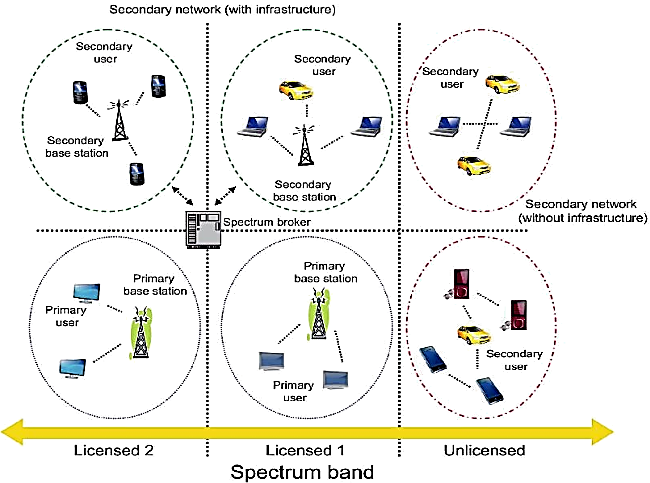 Secondary network (with infrastructure)
Secondary
user
Secondary
base station
Secondary
user
Secondary
baso station
Secondary
user
Secondary network
(without infrastructure)
Spectrum broker
Primary
base station
Primary
user
Primary
base station
Primary
user
Secondary
user
Licensed 2
Licensed 1
Unlicensed
Spectrum band